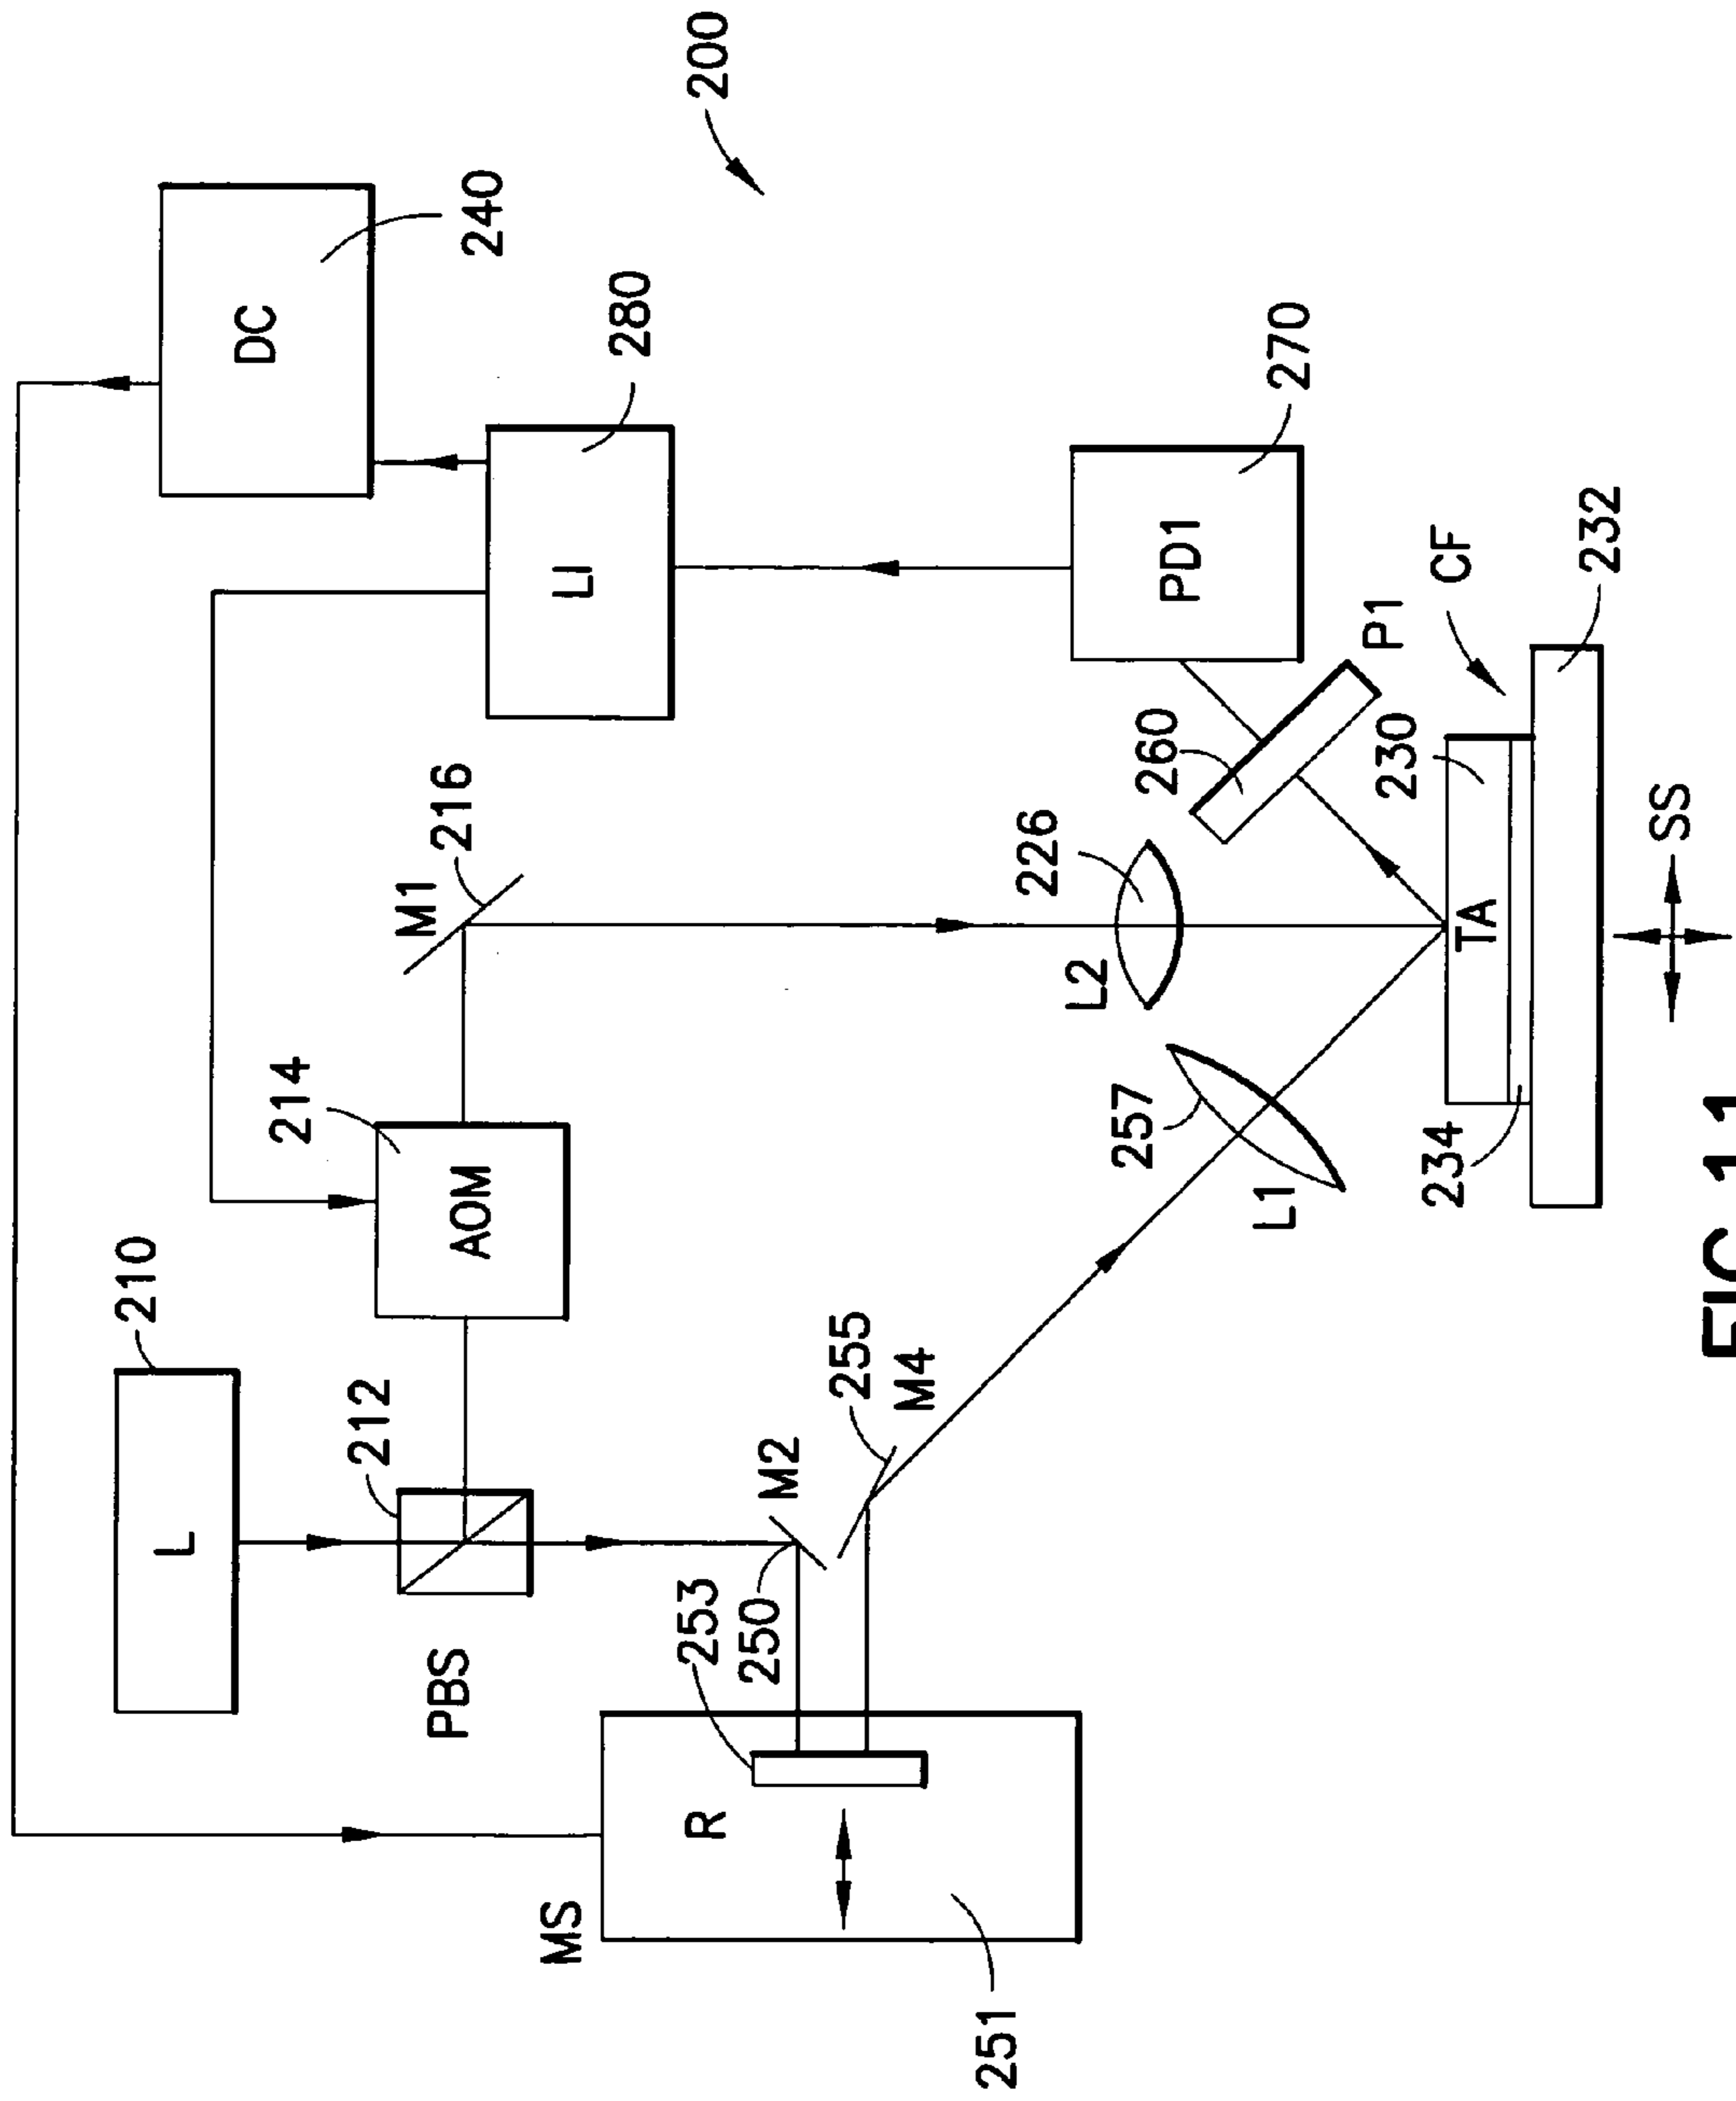 200
DC
240
LI
280
PD1
270
M1
216
AOM
214
L
210
212
PBS
M2
250
253
255
M4
R
MS
251
L2
226
L1
257
260
P1
CF
230
TA
232
234
SS
FIG.11